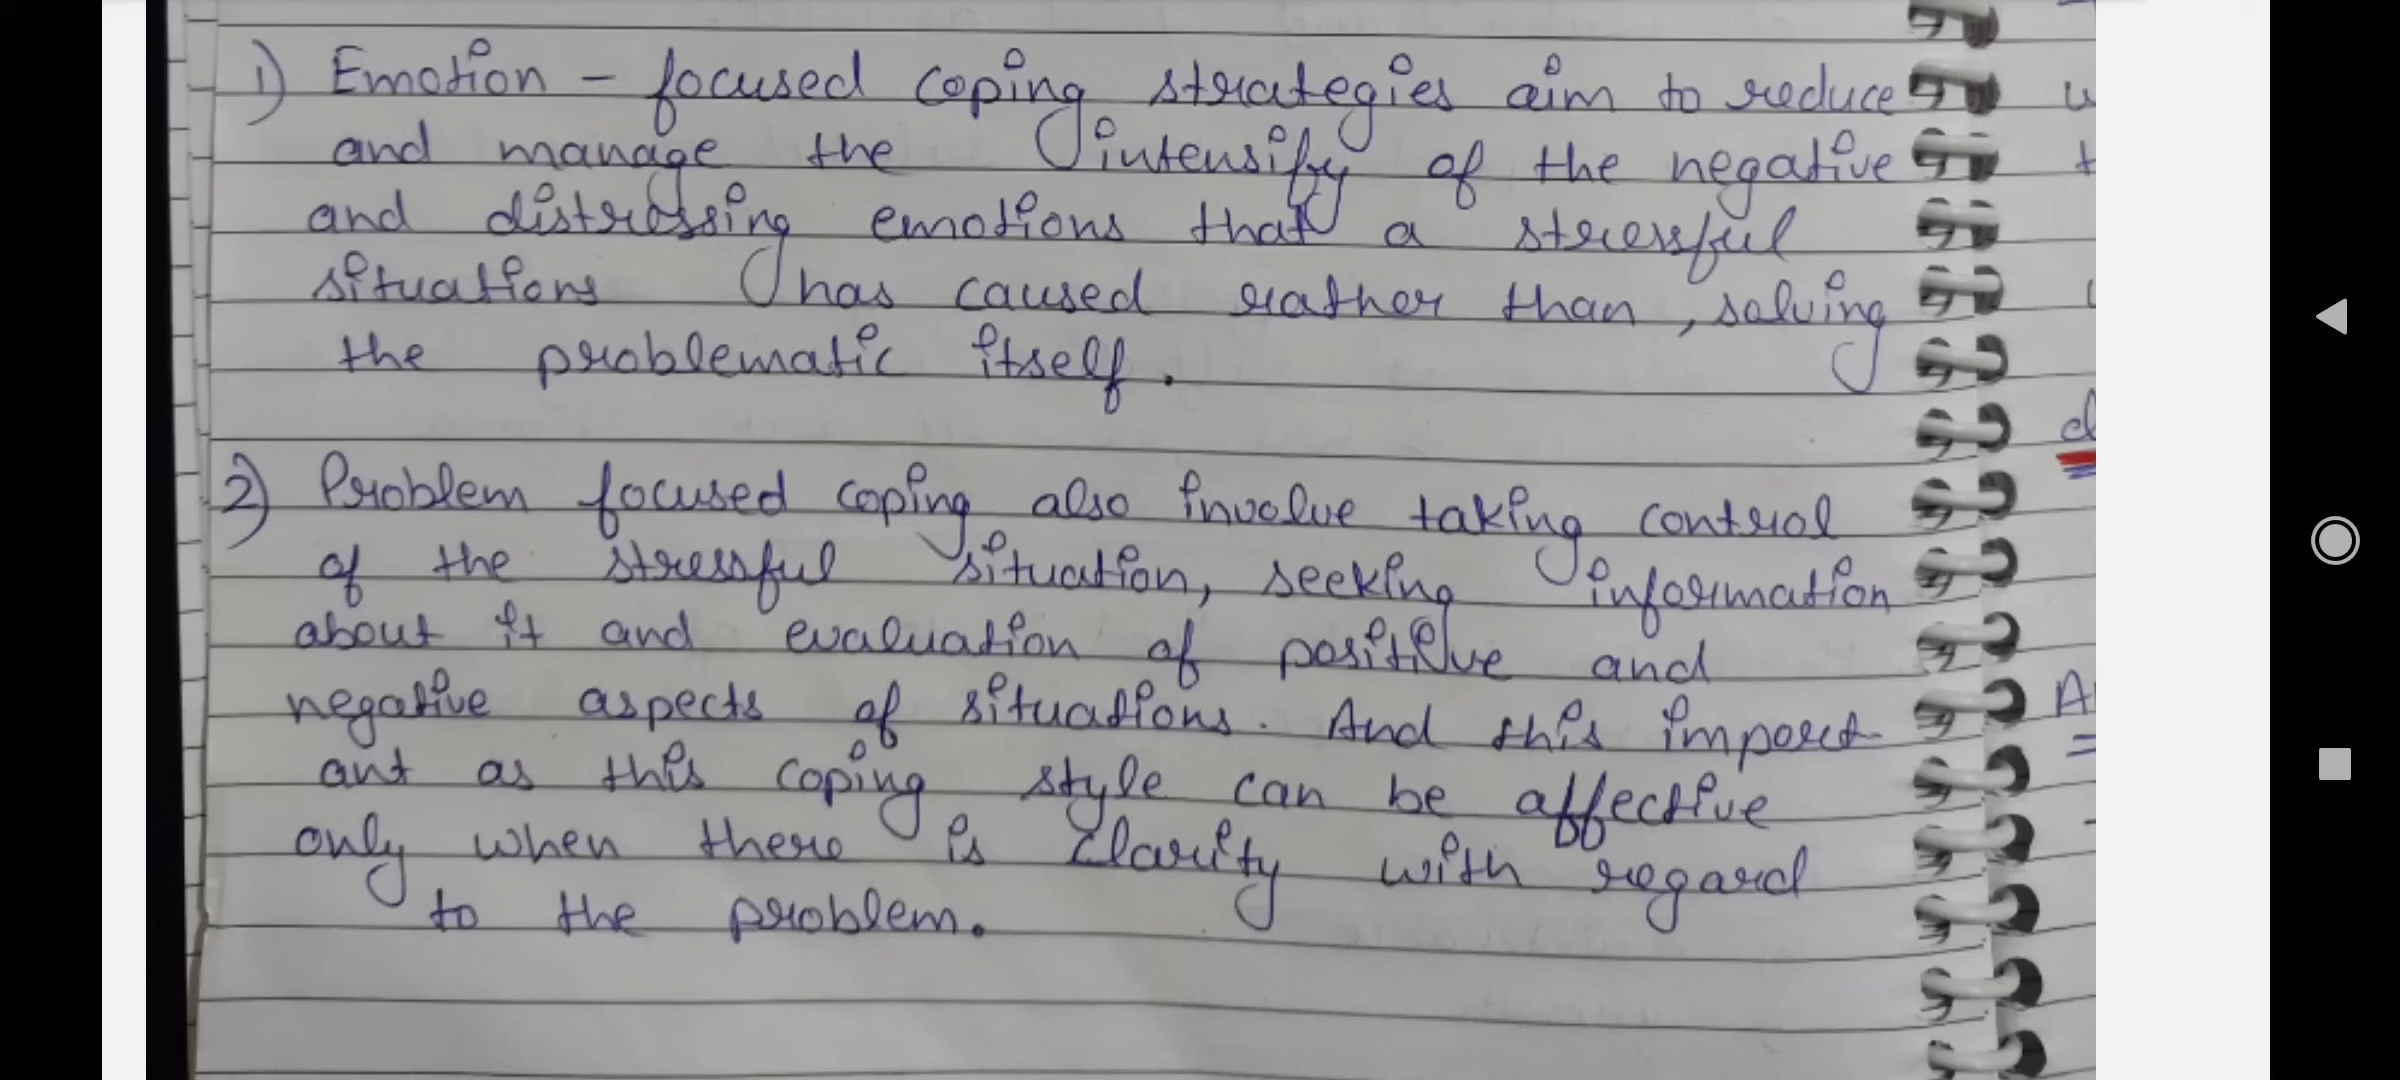 1) Emotion - focused coping strategies aim to reduce
and manage the intensify of the negative
and distressing emotions that a stressful
situations has caused rather than, solving
the problematic itself.
2) Problem focused coping also involve taking control
of the stressful situation, seeking information
about it and evaluation of positive and
negative aspects of situations. And this import-
ant as this coping style can be affective
only when there is clarity with regard
to the problem.